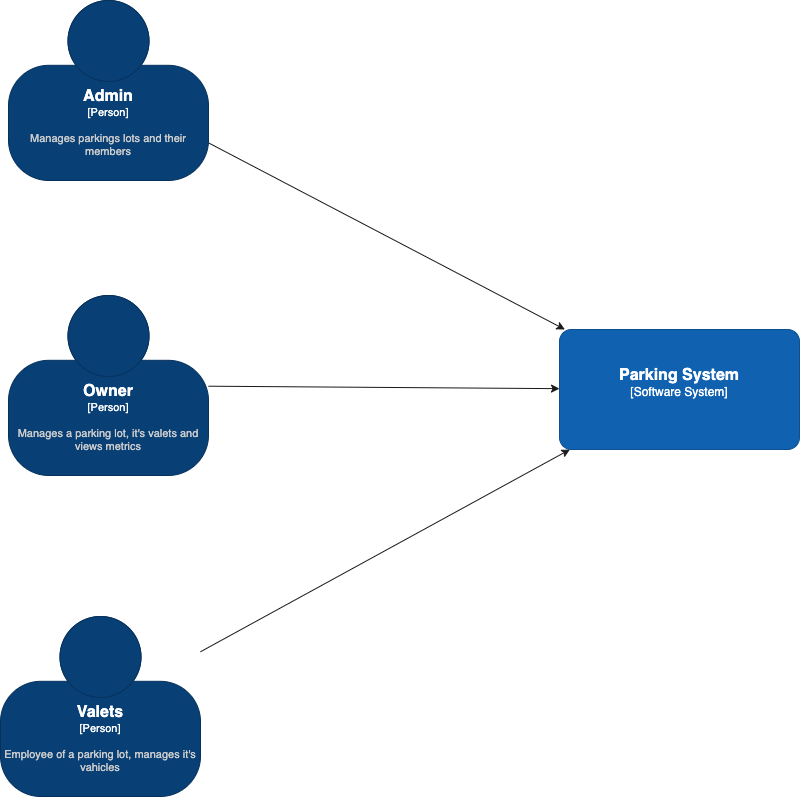 Admin
[Person]
Manages parkings lots and their
members
Owner
[Person]
Manages a parking lot, it's valets and
views metrics
Parking System
[Software System]
Valets
[Person]
Employee of a parking lot, manages it's
vahicles